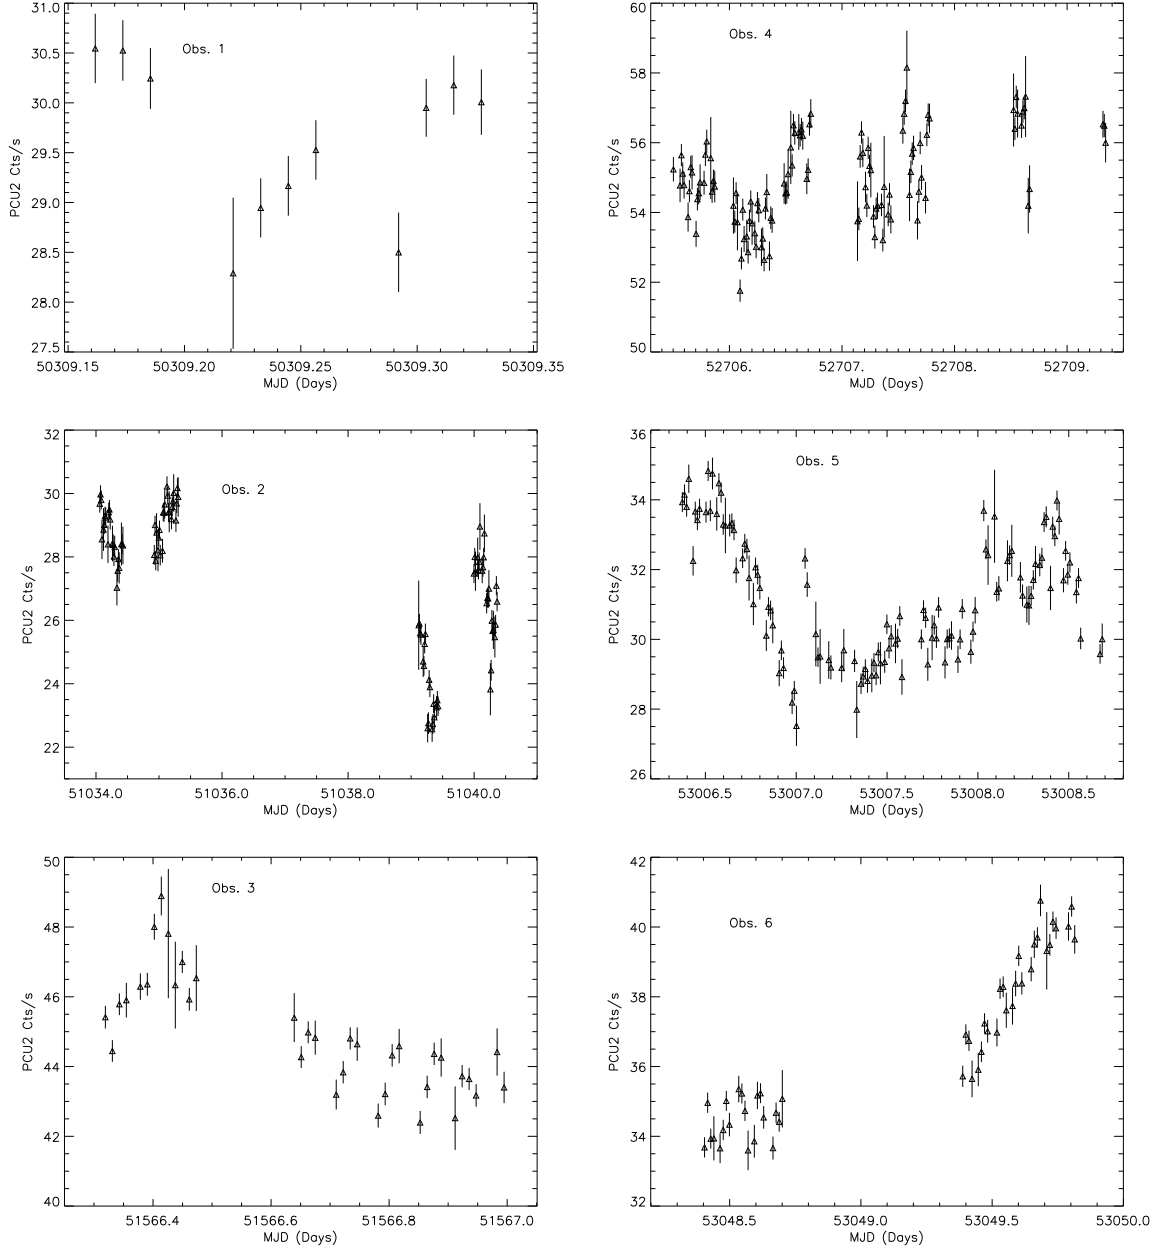 31.0
30.5
30.0
29.5
29.0
28.5
28.0
27.5
PCU2 Cts/s
Obs. 1
50309.15 50309.20 50309.25 50309.30 50309.35
MJD (Days)
60
58
56
54
52
50
PCU2 Cts/s
Obs. 4
52706. 52707. 52708. 52709.
MJD (Days)
32
30
28
26
24
22
PCU2 Cts/s
Obs. 2
51034.0 51036.0 51038.0 51040.0
MJD (Days)
36
34
32
30
28
26
PCU2 Cts/s
Obs. 5
53006.5 53007.0 53007.5 53008.0 53008.5
MJD (Days)
50
48
46
44
42
40
PCU2 Cts/s
Obs. 3
51566.4 51566.6 51566.8 51567.0
MJD (Days)
42
40
38
36
34
32
PCU2 Cts/s
Obs. 6
53048.5 53049.0 53049.5 53050.0
MJD (Days)